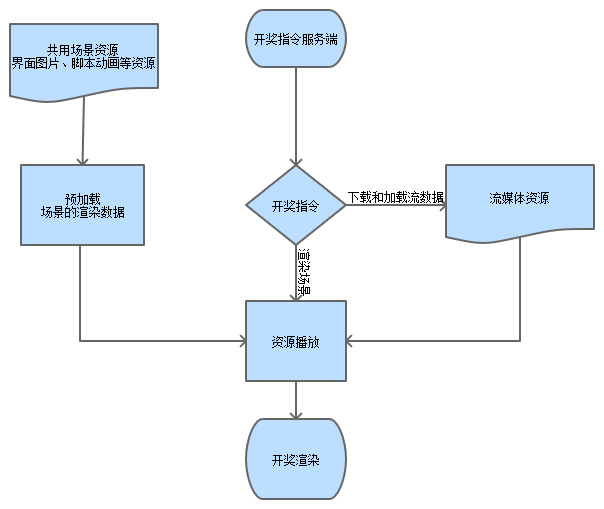 共用场景资源
界面图片、脚本动画等资源
开奖指令服务端
预加载
场景的渲染数据
开奖指令
下载和加载流数据
流媒体资源
渲染场景
资源播放
开奖渲染